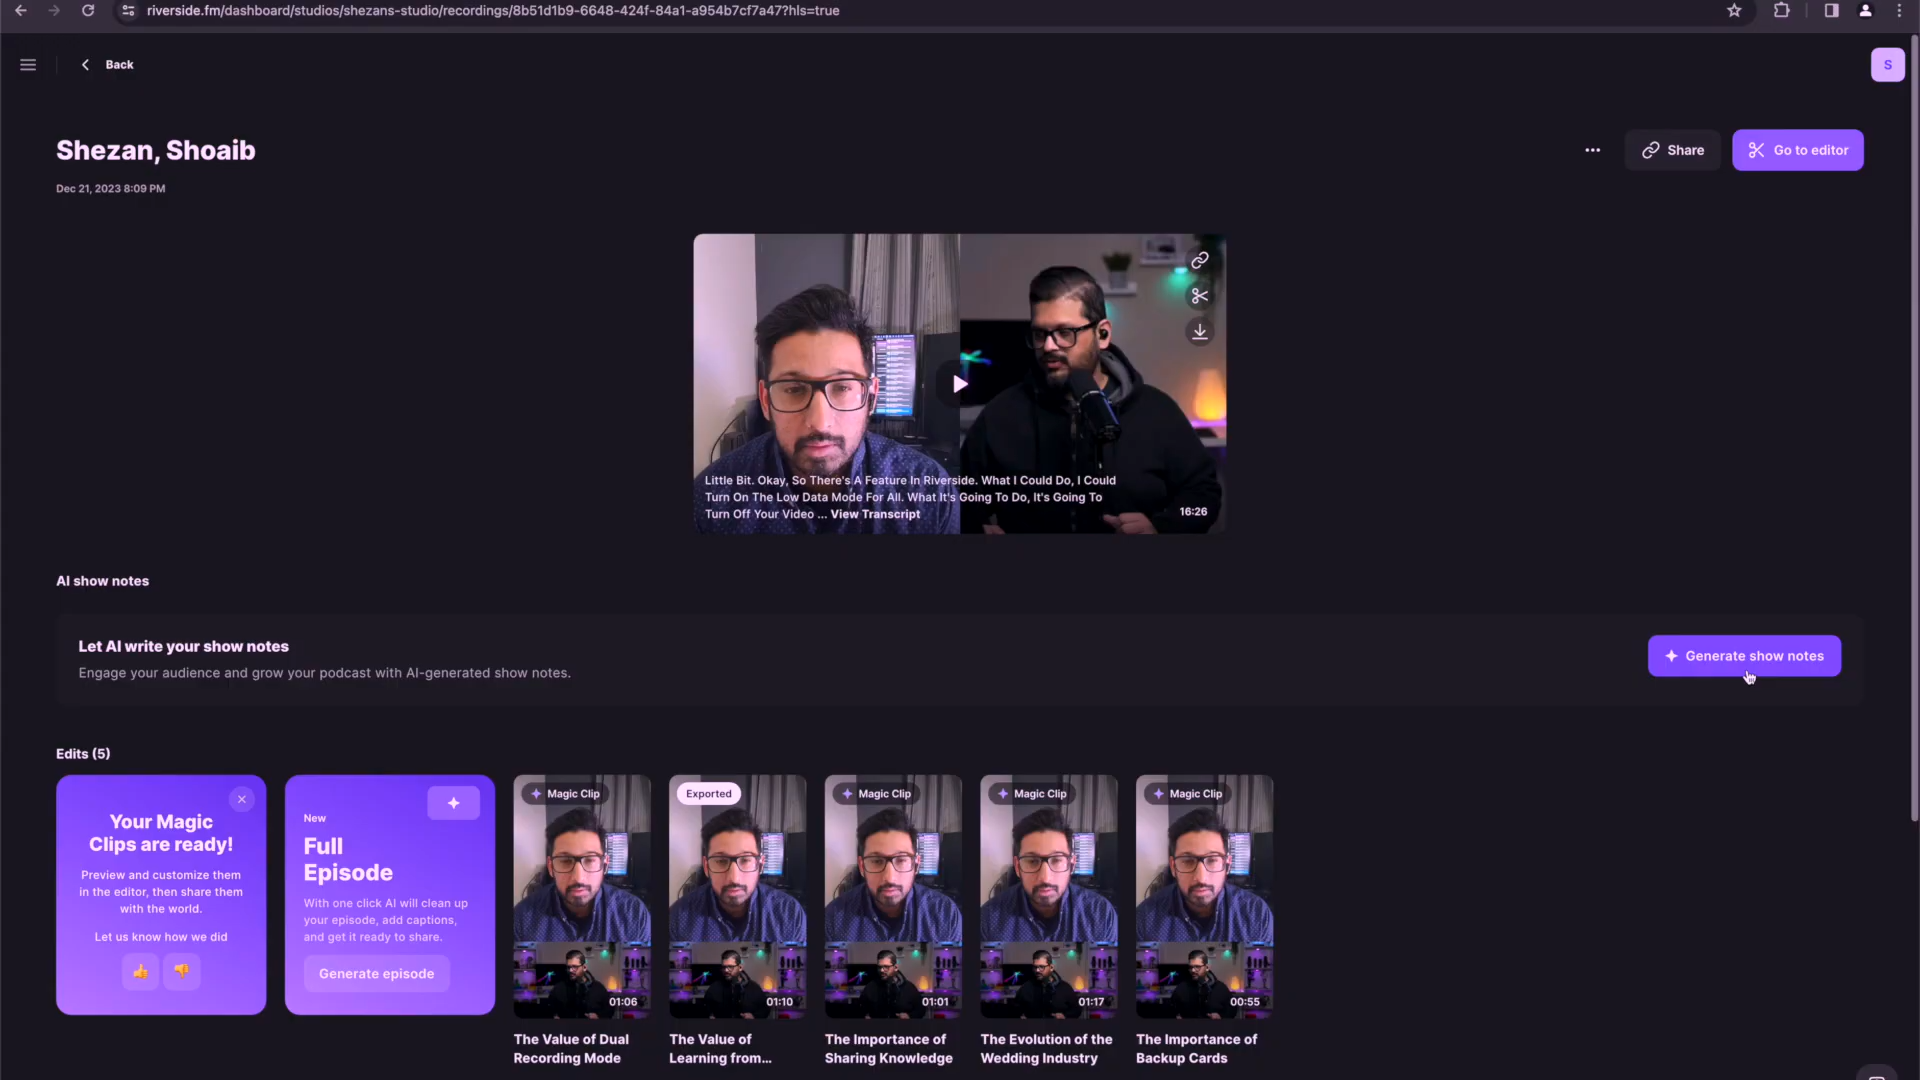 riverside.fm/dashboard/studios/shezans-studio/recordings/8b51d1b9-6648-424f-84a1-a954b7cf7a47?hls=true
Back
S
Shezan, Shoaib
Share
Go to editor
Dec 21, 2023 8:09 PM
Little Bit. Okay, So There's A Feature In Riverside. What I Could Do, I Could
Turn On The Low Data Mode For All. What It's Going To Do, It's Going To
Turn Off Your Video ... View Transcript
16:26
AI show notes
Let AI write your show notes
Engage your audience and grow your podcast with AI-generated show notes.
Generate show notes
Edits (5)
Your Magic
Clips are ready!
Preview and customize them
in the editor, then share them
with the world.
Let us know how we did
New
Full
Episode
With one click AI will clean up
your episode, add captions,
and get it ready to share.
Generate episode
Magic Clip
01:06
The Value of Dual
Recording Mode
Exported
01:10
The Value of
Learning from...
Magic Clip
01:01
The Importance of
Sharing Knowledge
Magic Clip
01:17
The Evolution of the
Wedding Industry
Magic Clip
00:55
The Importance of
Backup Cards